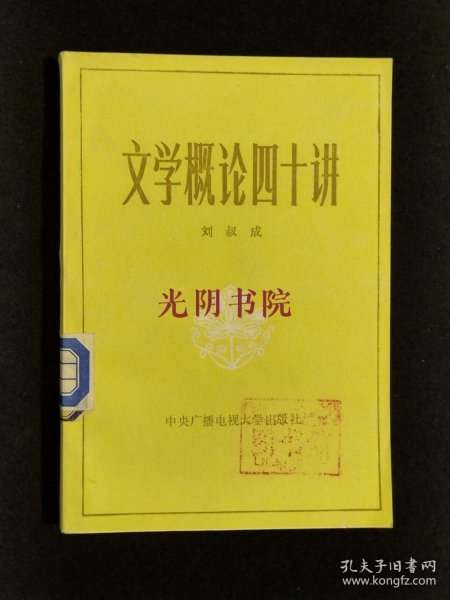 文学概论四十讲
刘叔成
光阴书院
中央广播电视大学出版社
孔夫子旧书网
www.kongfz.com